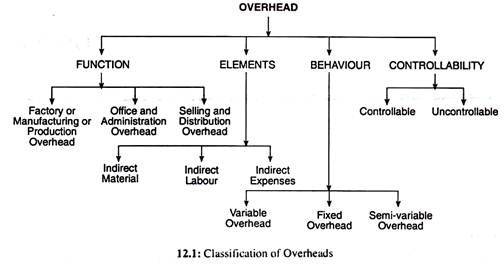 OVERHEAD
FUNCTION ELEMENTS BEHAVIOUR CONTROLLABILITY
Factory or
Manufacturing or
Production
Overhead
Office and
Administration
Overhead
Selling and
Distribution
Overhead
Controllable Uncontrollable
Indirect
Material
Indirect
Labour
Indirect
Expenses
Variable
Overhead
Fixed
Overhead
Semi-variable
Overhead
12.1: Classification of Overheads